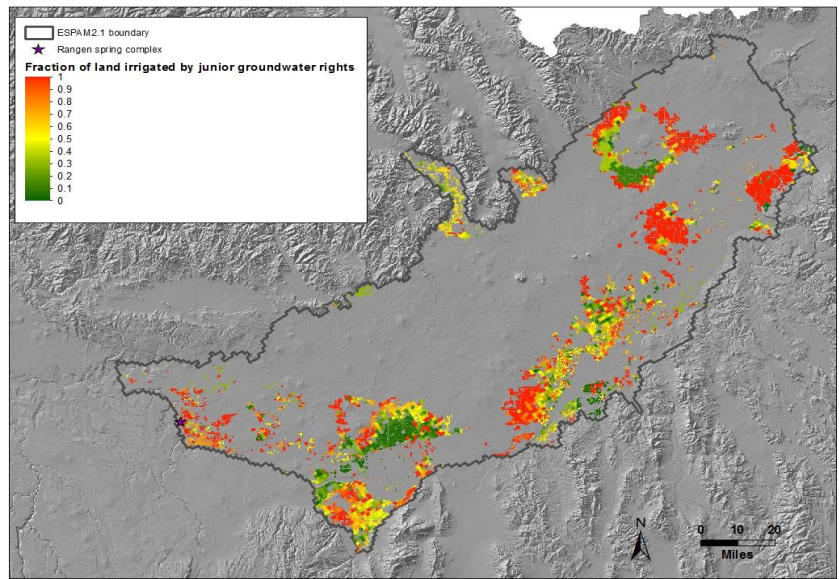 ESPAM2.1 boundary
Rangen spring complex
Fraction of land irrigated by junior groundwater rights
1
0.9
0.8
0.7
0.6
0.5
0.4
0.3
0.2
0.1
0
N
0 10 20
Miles